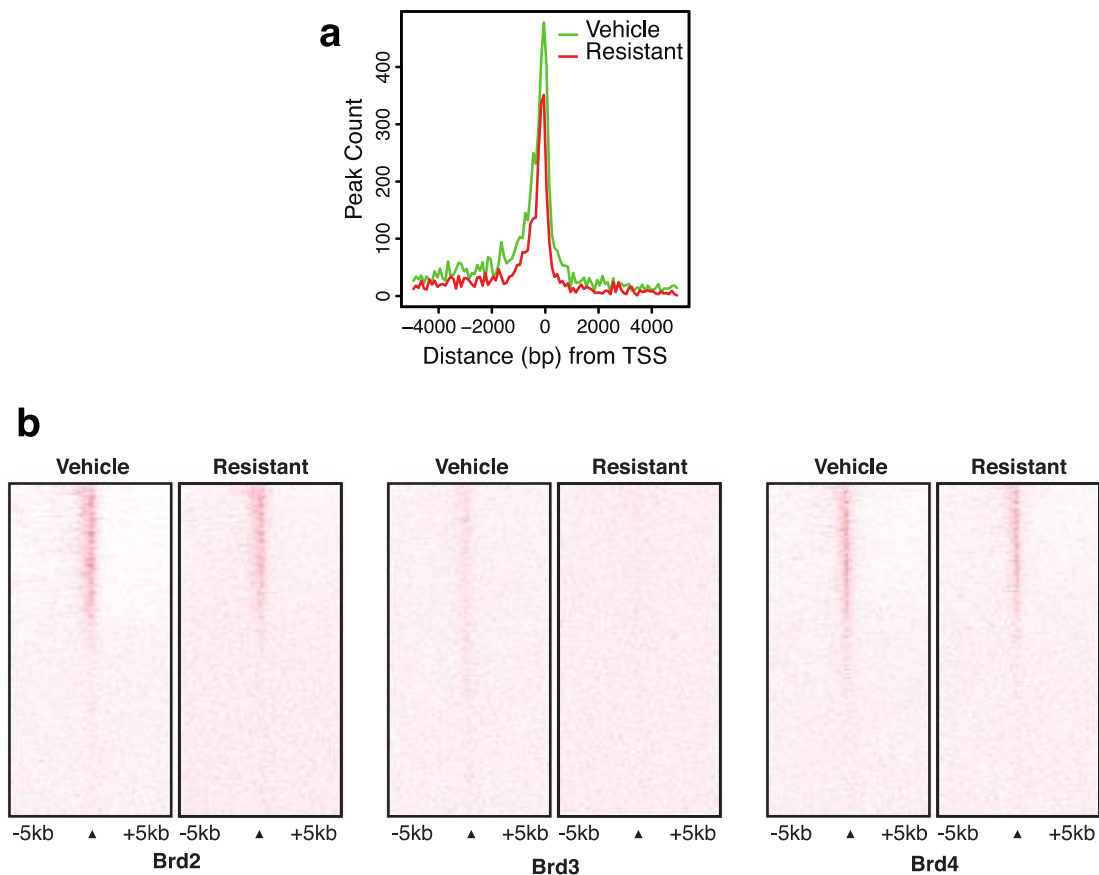 a
Vehicle
Resistant
Peak Count
400
300
200
100
0
−4000 −2000 0 2000 4000
Distance (bp) from TSS
b
Vehicle Resistant Vehicle Resistant Vehicle Resistant
-5kb ▲ +5kb -5kb ▲ +5kb -5kb ▲ +5kb -5kb ▲ +5kb -5kb ▲ +5kb -5kb ▲ +5kb
Brd2 Brd3 Brd4